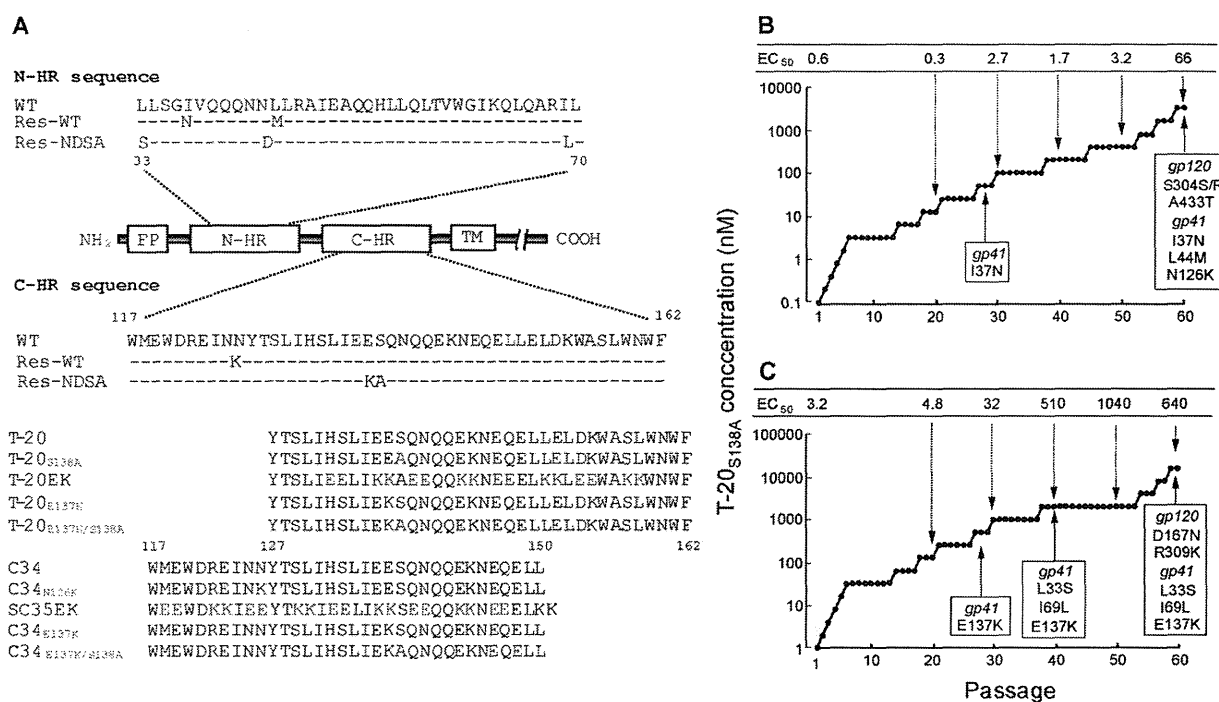 A
N-HR sequence
WT LLSGIVQQQNNLLRAIEAQQHLLQLTVWGIKQLQARIL
Res-WT ----N------M--------------------------
Res-NDSA S---------D--------------------------L-
33 70
NH₂ FP N-HR C-HR TM COOH
C-HR sequence
117 162
WT WMEWDREINNYTSLIHSLIEESQNQQEKNEQELLELDKWASLWNWF
Res-WT ---------K------------------------------------
Res-NDSA --------------------KA------------------------
T-20 YTSLIHSLIEESQNQQEKNEQELLELDKWASLWNWF
T-20S138A YTSLIHSLIEEAQNQQEKNEQELLELDKWASLWNWF
T-20EK YTSLIEELIKKAEEQQKKNEEELKKLEEWAKKWNWF
T-20E137K YTSLIHSLIEKSQNQQEKNEQELLELDKWASLWNWF
T-20E137K/S138A YTSLIHSLIEKAQNQQEKNEQELLELDKWASLWNWF
117 127 150 162
C34 WMEWDREINNYTSLIHSLIEESQNQQEKNEQELL
C34N126K WMEWDREINKYTSLIHSLIEESQNQQEKNEQELL
SC35EK WEEWDKKIEEYTKKIEELIKKSEEQQKKNEEELKK
C34E137K WMEWDREINNYTSLIHSLIEKSQNQQEKNEQELL
C34E137K/S138A WMEWDREINNYTSLIHSLIEKAQNQQEKNEQELL
B
EC50 0.6 0.3 2.7 1.7 3.2 66
10000
1000
100
10
1
0.1
1 10 20 30 40 50 60
gp41
I37N
gp120
S304S/R
A433T
gp41
I37N
L44M
N126K
C
EC50 3.2 4.8 32 510 1040 640
100000
10000
1000
100
10
1
1 10 20 30 40 50 60
gp41
E137K
gp41
L33S
I69L
E137K
gp120
D167N
R309K
gp41
L33S
I69L
E137K
T-20S138A conccentration (nM)
Passage